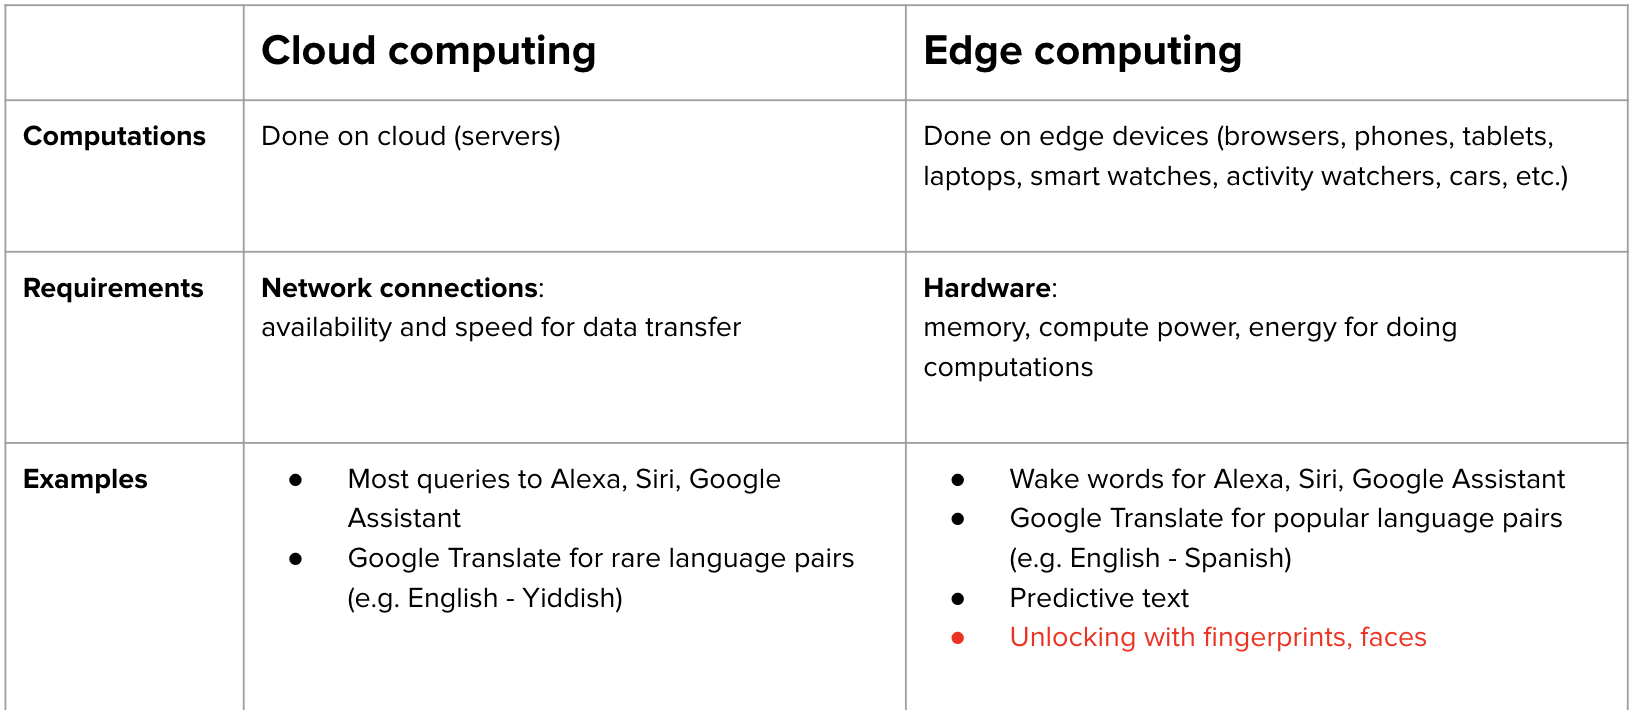 Cloud computing
Edge computing
Computations
Done on cloud (servers)
Done on edge devices (browsers, phones, tablets,
laptops, smart watches, activity watchers, cars, etc.)
Requirements
Network connections:
availability and speed for data transfer
Hardware:
memory, compute power, energy for doing
computations
Examples
● Most queries to Alexa, Siri, Google
Assistant
● Google Translate for rare language pairs
(e.g. English - Yiddish)
● Wake words for Alexa, Siri, Google Assistant
● Google Translate for popular language pairs
(e.g. English - Spanish)
● Predictive text
● Unlocking with fingerprints, faces